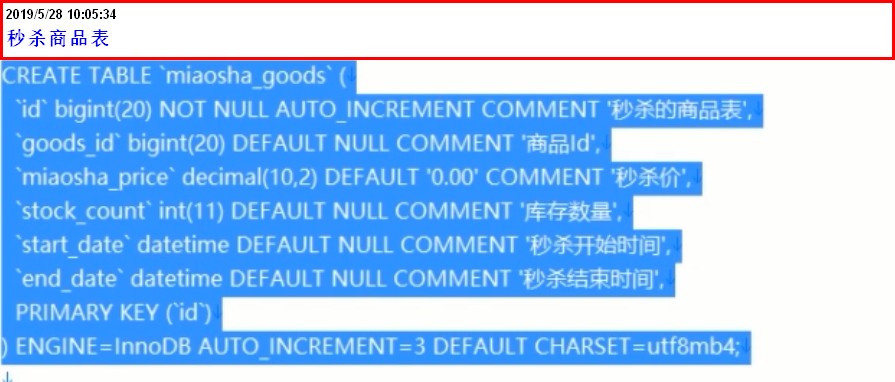 2019/5/28 10:05:34
秒杀商品表
CREATE TABLE `miaosha_goods` (
`id` bigint(20) NOT NULL AUTO_INCREMENT COMMENT '秒杀的商品表',
`goods_id` bigint(20) DEFAULT NULL COMMENT '商品Id',
`miaosha_price` decimal(10,2) DEFAULT '0.00' COMMENT '秒杀价',
`stock_count` int(11) DEFAULT NULL COMMENT '库存数量',
`start_date` datetime DEFAULT NULL COMMENT '秒杀开始时间',
`end_date` datetime DEFAULT NULL COMMENT '秒杀结束时间',
PRIMARY KEY (`id`)
) ENGINE=InnoDB AUTO_INCREMENT=3 DEFAULT CHARSET=utf8mb4;